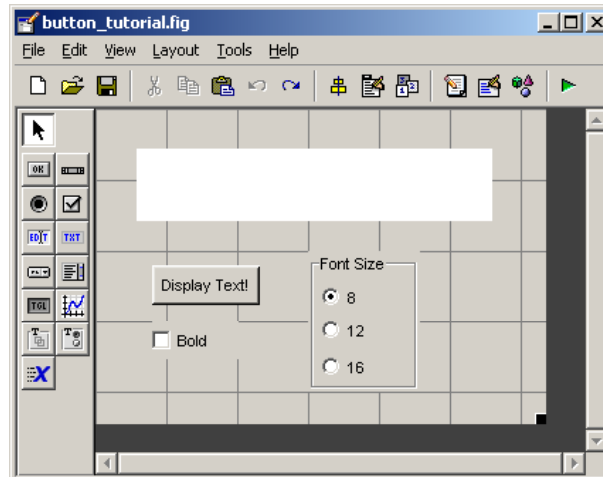 button_tutorial.fig
File Edit View Layout Tools Help
OK
EDIT TXT
TGL
T T
X
Font Size
Display Text!
8
Bold
12
16